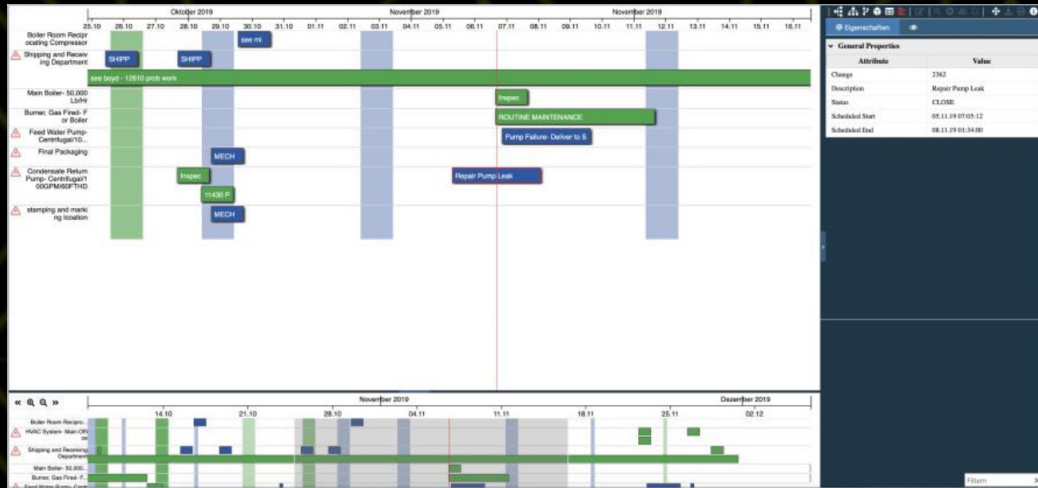 Oktober 2019 November 2019 November 2019
25.10 26.10 27.10 28.10 29.10 30.10 31.10 01.11 02.11 03.11 04.11 05.11 06.11 07.11 08.11 09.11 10.11 11.11 12.11 13.11 14.11 15.11 16.11
Boiler Room Recipr
ocating Compressor
see mi
Shipping and Receiv
ing Department
SHIPP SHIPP
see boyd - 12610 prob work
Main Boiler- 50,000
Lb/Hr
Inspec
Burner, Gas Fired- F
or Boiler
ROUTINE MAINTENANCE
Feed Water Pump-
Centrifugal/10...
Pump Failure- Deliver to S
Final Packaging
MECH
Condensate Return
Pump- Centrifugal/1
00GPM/60FTHD
Inspec
Repair Pump Leak
11430 P
stamping and marki
ng location
MECH
Eigenschaften
General Properties
Attribute Value
Change 2362
Description Repair Pump Leak
Status CLOSE
Scheduled Start 05.11.19 07:05:12
Scheduled End 08.11.19 01:34:00
November 2019 Dezember 2019
14.10 21.10 28.10 04.11 11.11 18.11 25.11 02.12
Boiler Room Recipro...
HVAC System- Main Offi
ce
Shipping and Receiving
Department
Main Boiler- 50,000...
Burner, Gas Fired- F...
Feed Water Pump- Cent
Filtern